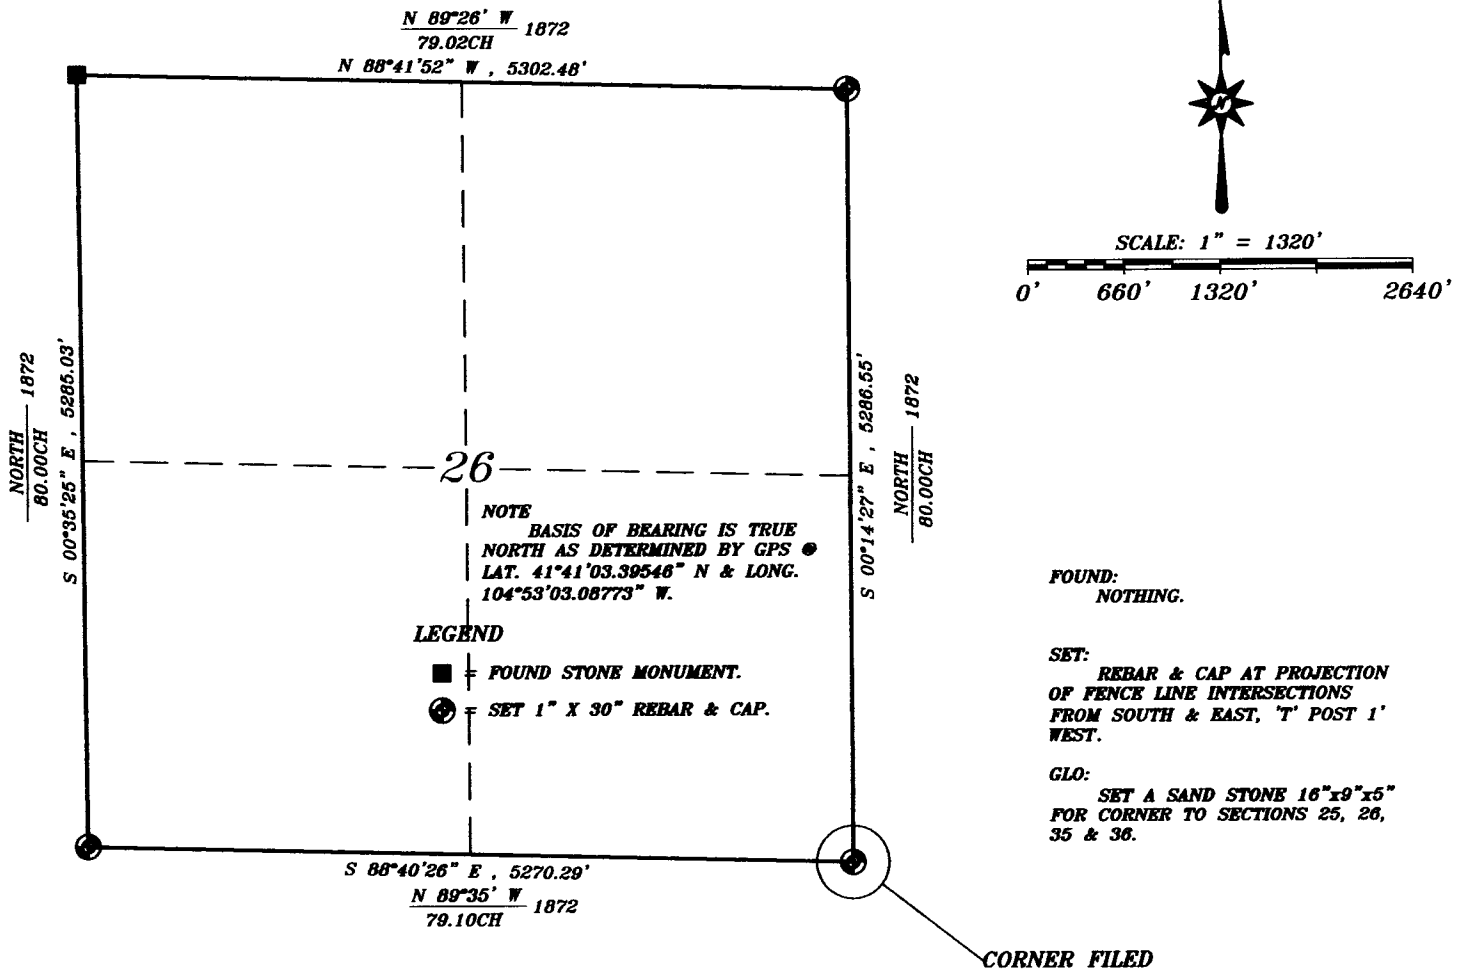 N 89°26' W
79.02CH
1872
N 88°41'52" W , 5302.48'
N
SCALE: 1" = 1320'
0' 660' 1320' 2640'
NORTH
80.00CH
1872
S 00°35'25" E , 5285.03'
S 00°14'27" E , 5286.55'
NORTH
80.00CH
1872
26
NOTE
BASIS OF BEARING IS TRUE
NORTH AS DETERMINED BY GPS @
LAT. 41°41'03.39546" N & LONG.
104°53'03.08773" W.
LEGEND
= FOUND STONE MONUMENT.
= SET 1" X 30" REBAR & CAP.
FOUND:
NOTHING.
SET:
REBAR & CAP AT PROJECTION
OF FENCE LINE INTERSECTIONS
FROM SOUTH & EAST, 'T' POST 1'
WEST.
GLO:
SET A SAND STONE 16"x9"x5"
FOR CORNER TO SECTIONS 25, 26,
35 & 36.
S 88°40'26" E , 5270.29'
N 89°35' W
79.10CH
1872
CORNER FILED